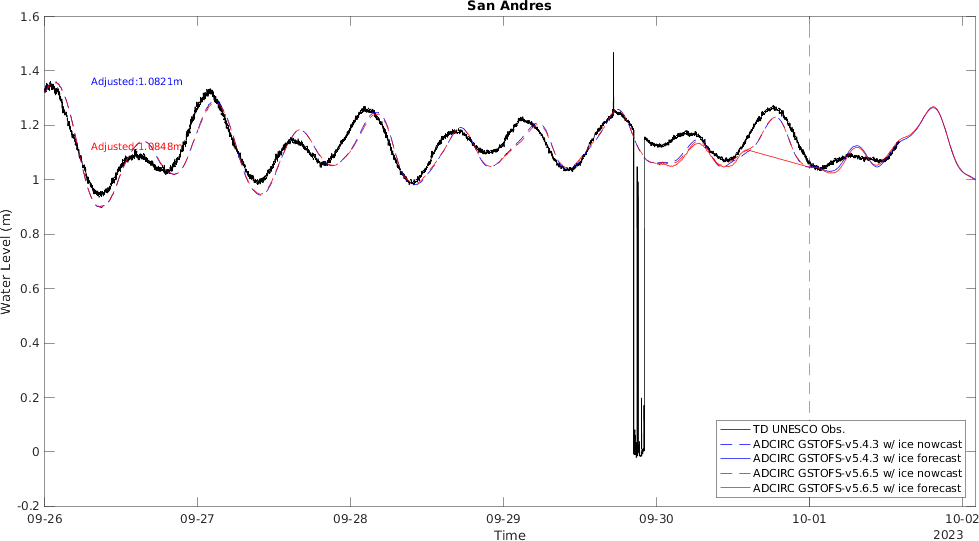 San Andres
1.6
1.4
1.2
1
0.8
0.6
0.4
0.2
0
-0.2
Water Level (m)
Adjusted:1.0821m
Adjusted:1.0848m
TD UNESCO Obs.
ADCIRC GSTOFS-v5.4.3 w/ ice nowcast
ADCIRC GSTOFS-v5.4.3 w/ ice forecast
ADCIRC GSTOFS-v5.6.5 w/ ice nowcast
ADCIRC GSTOFS-v5.6.5 w/ ice forecast
09-26 09-27 09-28 09-29 09-30 10-01 10-02
Time
2023